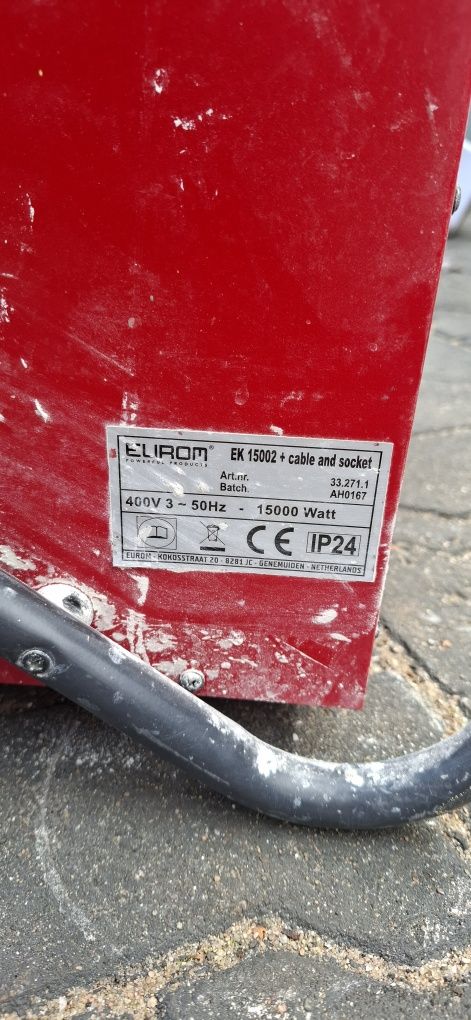 EUROM®
POWERFUL PRODUCTS
EK 15002 + cable and socket
Art.nr. 33.271.1
Batch. AH0167
400V 3 ~ 50Hz - 15000 Watt
CE IP24
EUROM - KOKOSSTRAAT 20 - 8281 JC - GENEMUIDEN - NETHERLANDS